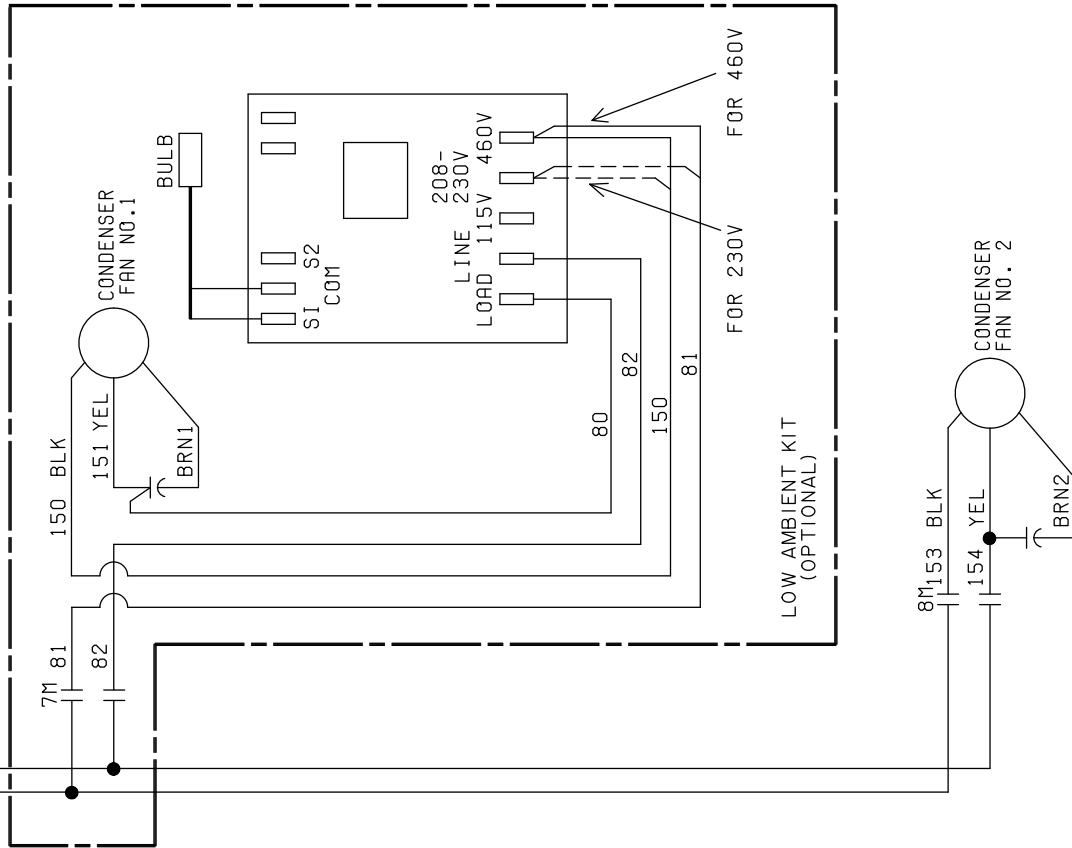 CONDENSER
FAN NO.1
BULB
150 BLK
151 YEL
BRN1
7M
81
82
SI
S2
COM
LOAD
LINE
115V
208-
230V
460V
FOR 460V
FOR 230V
80
82
150
81
LOW AMBIENT KIT
(OPTIONAL)
CONDENSER
FAN NO. 2
8M
153 BLK
154 YEL
BRN2